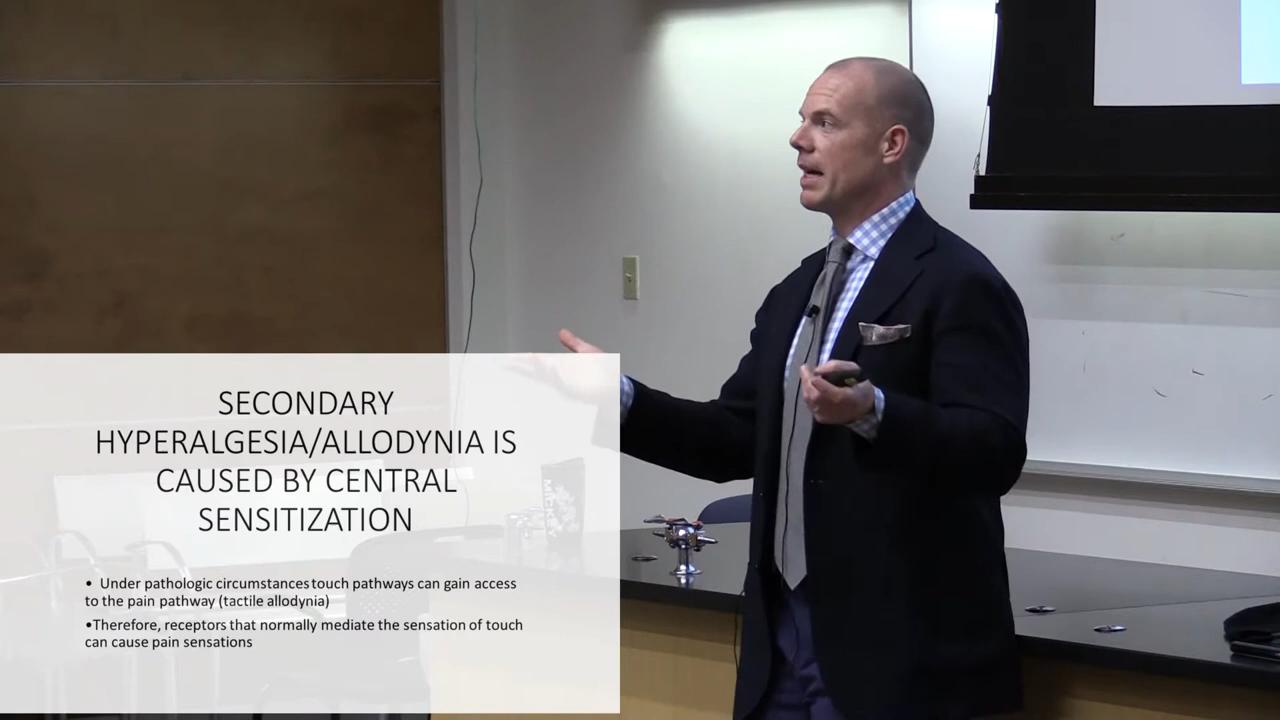 SECONDARY
HYPERALGESIA/ALLODYNIA IS
CAUSED BY CENTRAL
SENSITIZATION
• Under pathologic circumstances touch pathways can gain access
to the pain pathway (tactile allodynia)
•Therefore, receptors that normally mediate the sensation of touch
can cause pain sensations